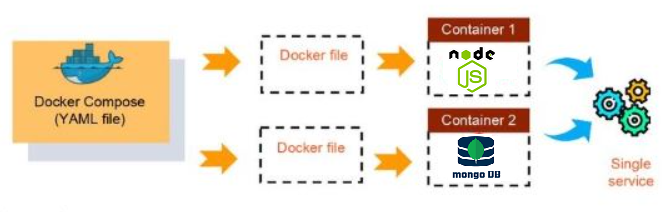 Docker Compose
(YAML file)
Docker file
Container 1
node
JS
Docker file
Container 2
mongo DB
Single
service